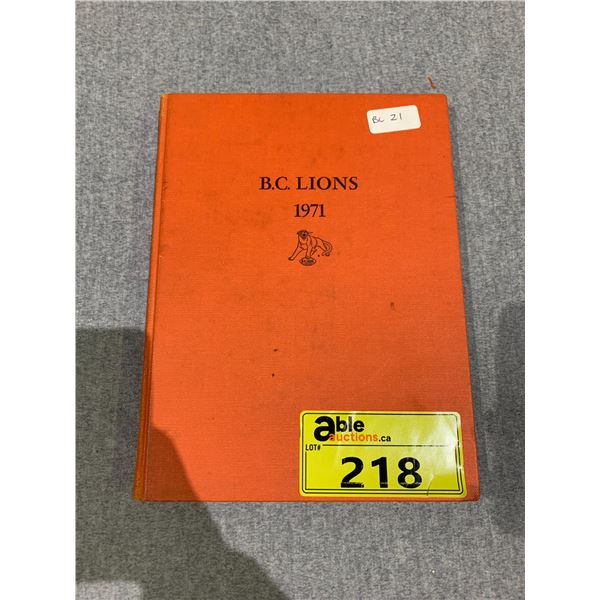 BC 21
B.C. LIONS
1971
able
auctions.ca
LOT#
218